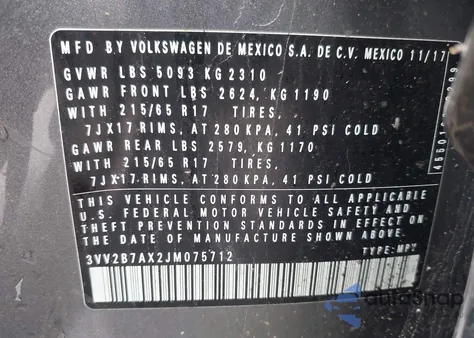 MFD BY VOLKSWAGEN DE MEXICO S.A. DE C.V. MEXICO 11/17
GVWR LBS 5093 KG 2310
GAWR FRONT LBS 2624, KG 1190
WITH 215/65 R17 TIRES,
7JX17 RIMS, AT 280 KPA, 41 PSI COLD
GAWR REAR LBS 2579, KG 1170
WITH 215/65 R17 TIRES,
7JX17 RIMS, AT 280 KPA, 41 PSI COLD
THIS VEHICLE CONFORMS TO ALL APPLICABLE
U.S. FEDERAL MOTOR VEHICLE SAFETY AND
THEFT PREVENTION STANDARDS IN EFFECT ON
THE DATE OF MANUFACTURE SHOWN ABOVE.
3VV2B7AX2JM075712
TYPE: MPV
auto5nap